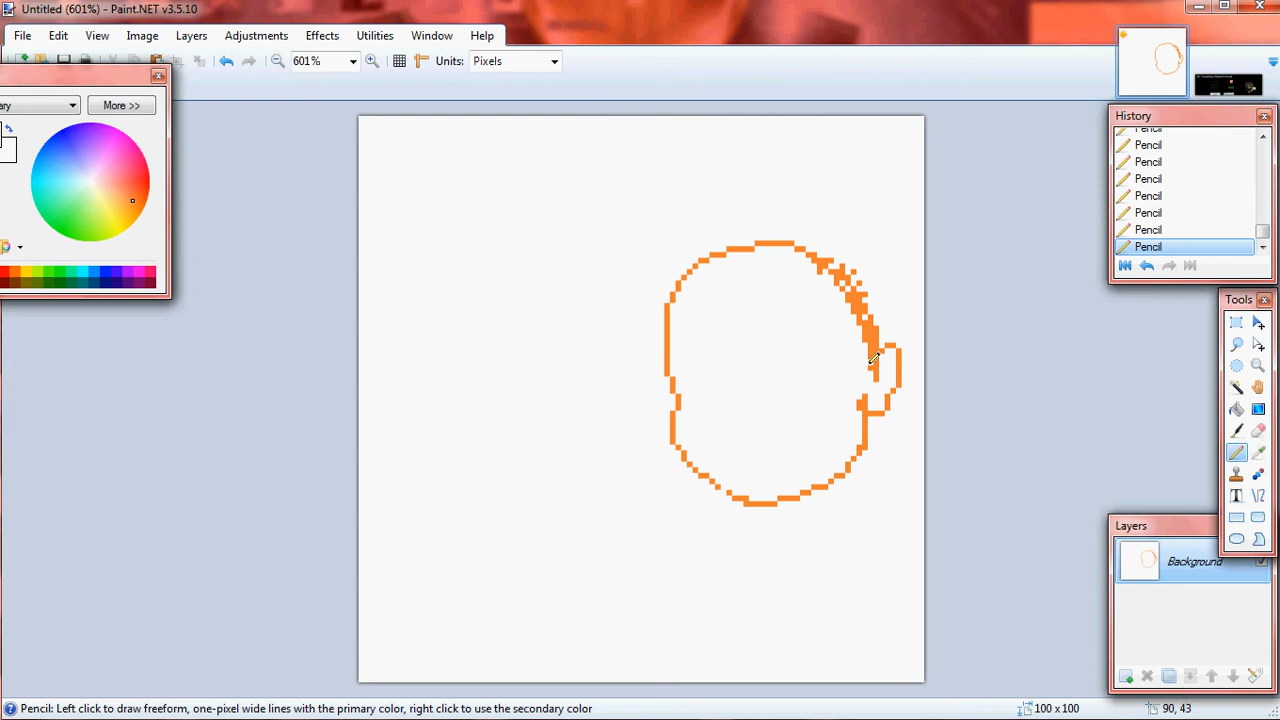 Untitled (601%) - Paint.NET v3.5.10
File Edit View Image Layers Adjustments Effects Utilities Window Help
601% Units: Pixels
ary More >>
History
Pencil
Pencil
Pencil
Pencil
Pencil
Pencil
Pencil
Tools
Layers
Background
Pencil: Left click to draw freeform, one-pixel wide lines with the primary color, right click to use the secondary color
100 x 100
90, 43